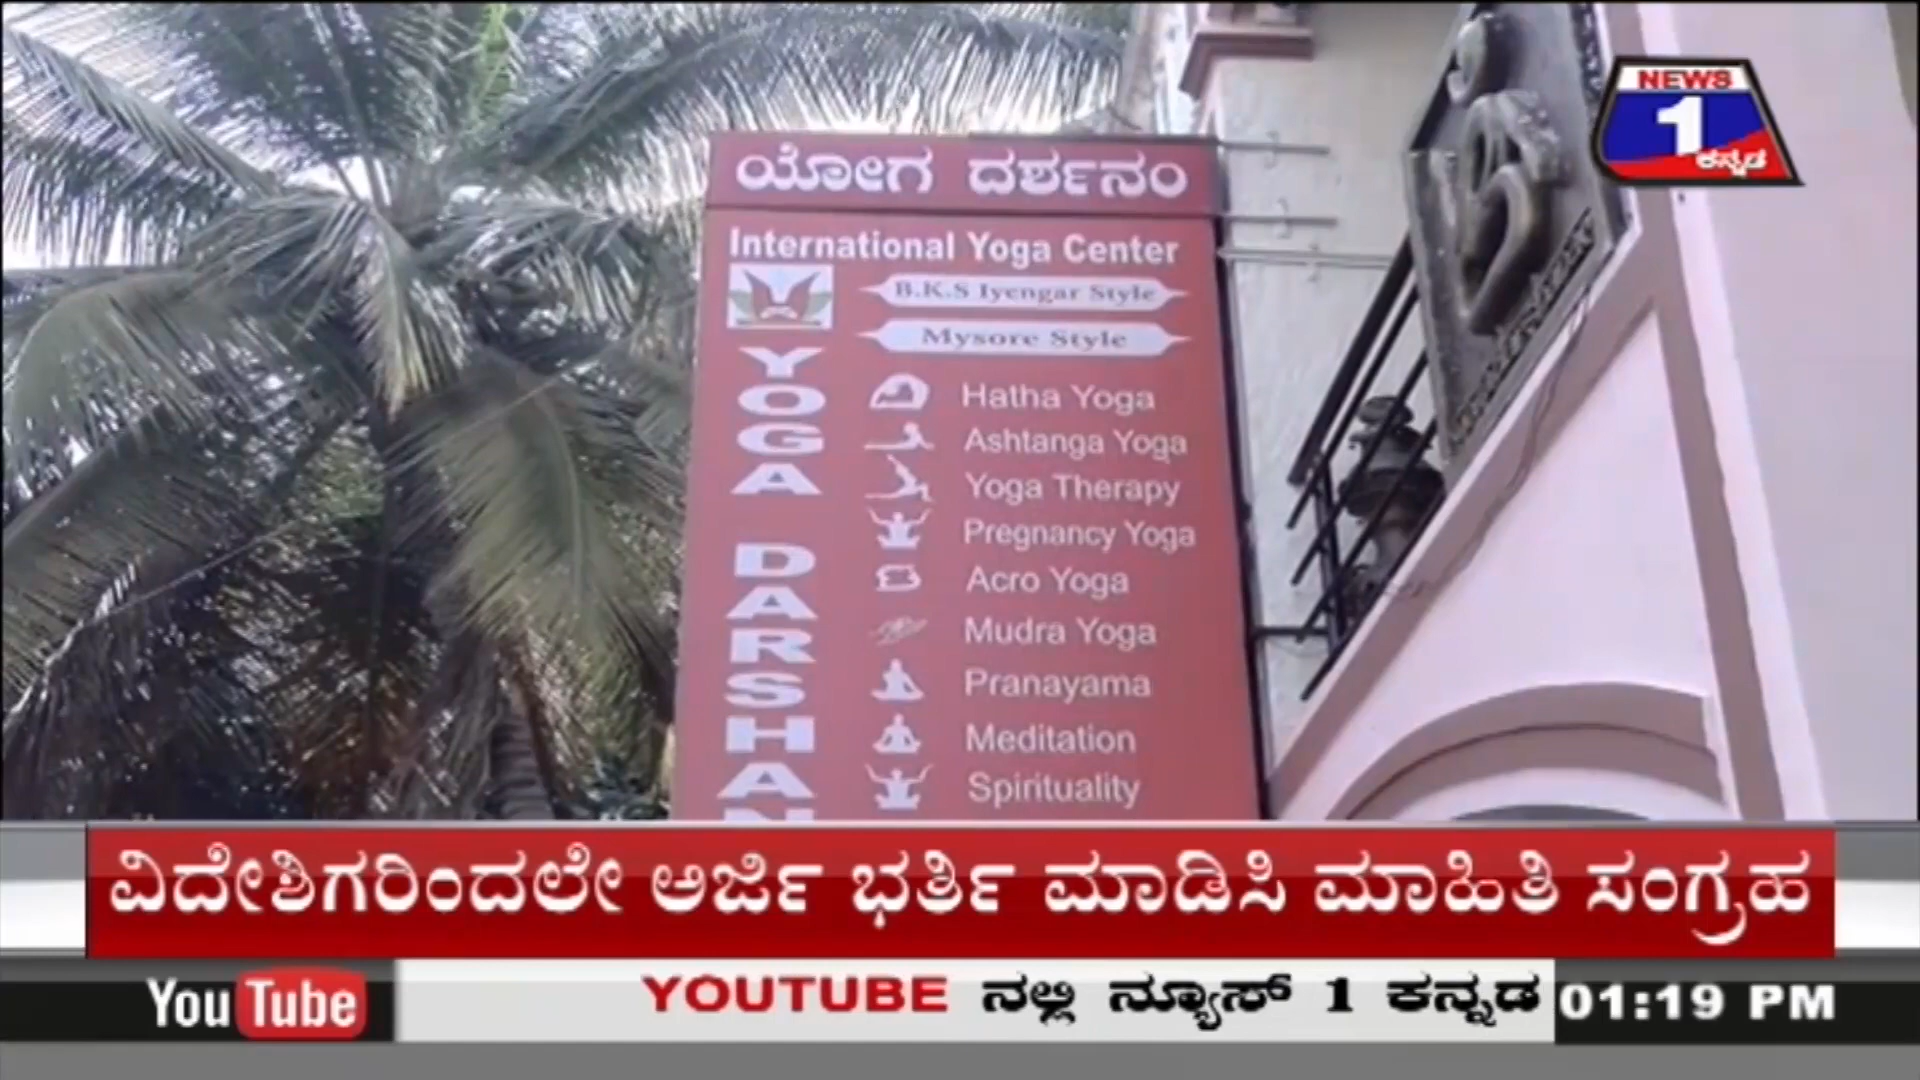 NEWS
1
ಕನ್ನಡ
ಯೋಗ ದರ್ಶನಂ
International Yoga Center
B.K.S Iyengar Style
Mysore Style
YOGA DARSHAN
Hatha Yoga
Ashtanga Yoga
Yoga Therapy
Pregnancy Yoga
Acro Yoga
Mudra Yoga
Pranayama
Meditation
Spirituality
ವಿದೇಶಿಗರಿಂದಲೇ ಅರ್ಜಿ ಭರ್ತಿ ಮಾಡಿಸಿ ಮಾಹಿತಿ ಸಂಗ್ರಹ
YouTube
YOUTUBE ನಲ್ಲಿ ನ್ಯೂಸ್ 1 ಕನ್ನಡ
01:19 PM